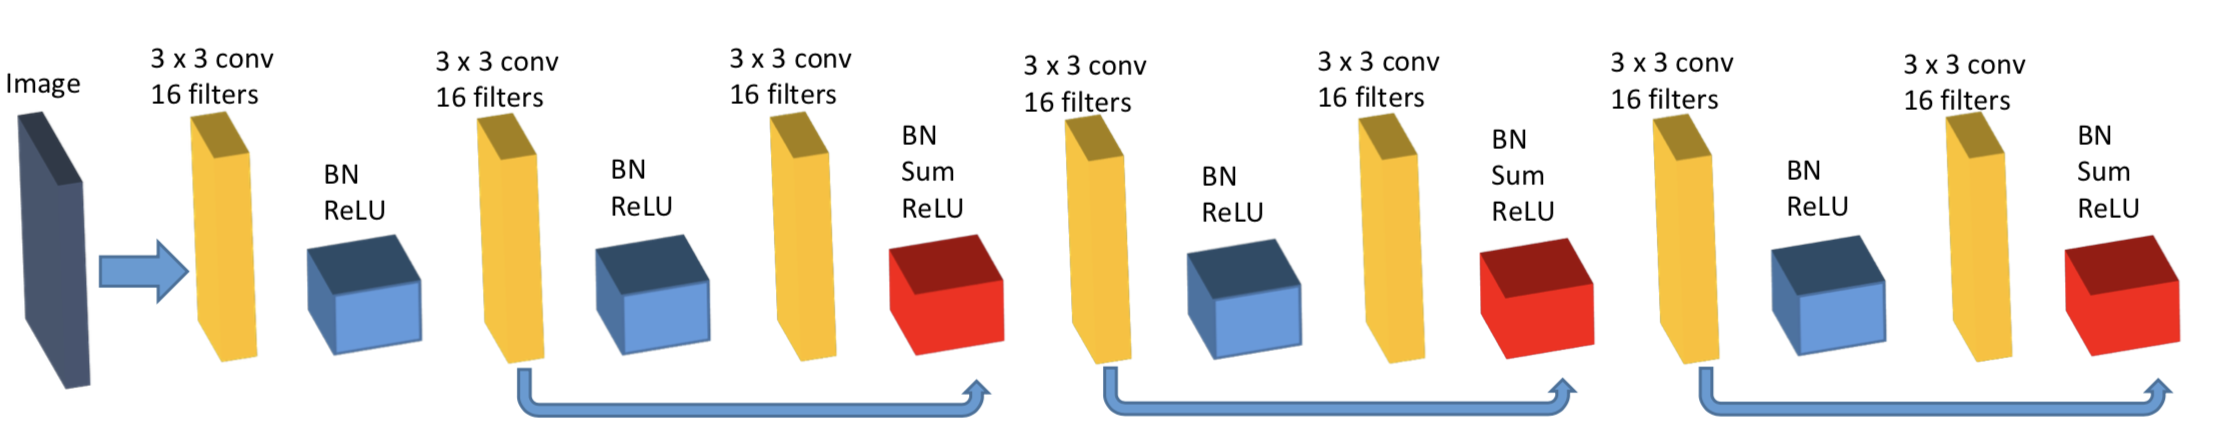 Image
3 x 3 conv
16 filters
BN
ReLU
3 x 3 conv
16 filters
BN
ReLU
3 x 3 conv
16 filters
BN
Sum
ReLU
3 x 3 conv
16 filters
BN
ReLU
3 x 3 conv
16 filters
BN
Sum
ReLU
3 x 3 conv
16 filters
BN
ReLU
3 x 3 conv
16 filters
BN
Sum
ReLU